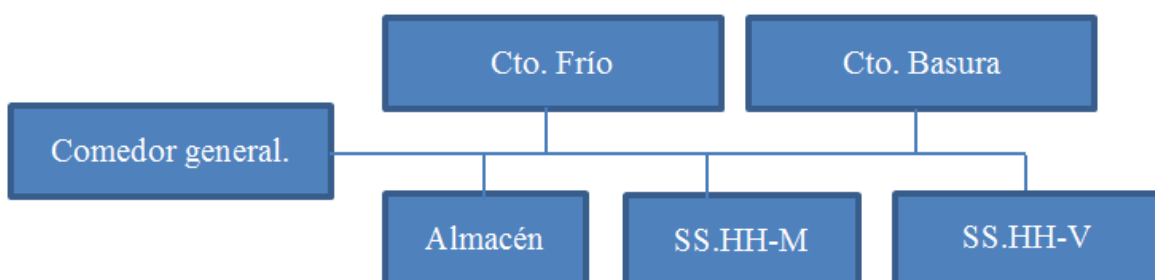 Cto. Frío
Cto. Basura
Comedor general.
Almacén
SS.HH-M
SS.HH-V